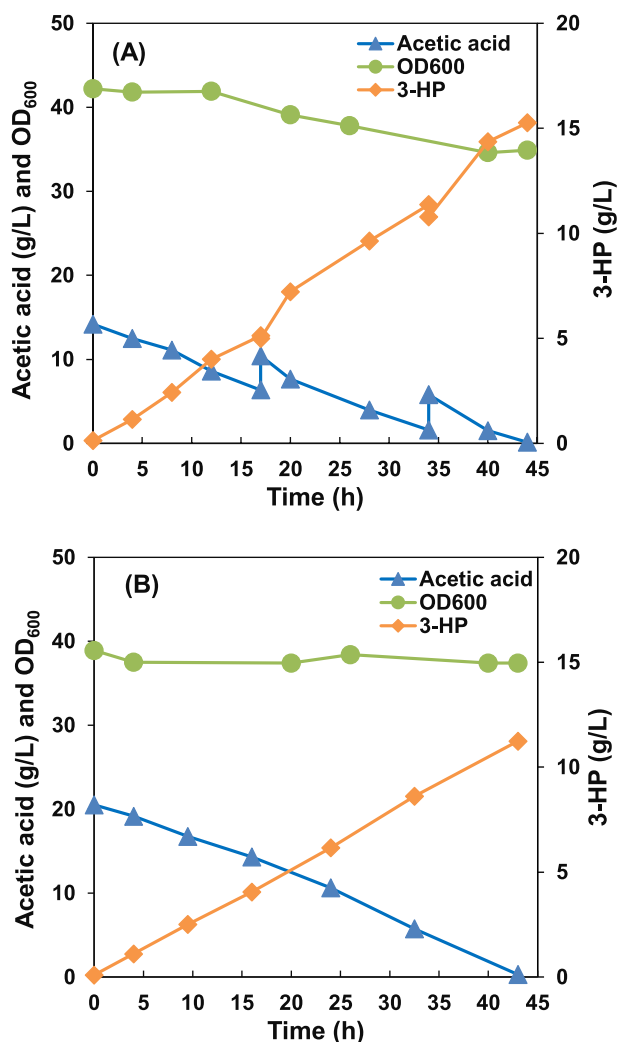 (A)
Acetic acid
OD600
3-HP
50
40
30
20
10
0
20
15
10
5
0
0 5 10 15 20 25 30 35 40 45
Time (h)
Acetic acid (g/L) and OD₆₀₀
3-HP (g/L)
(B)
Acetic acid
OD600
3-HP
50
40
30
20
10
0
20
15
10
5
0
0 5 10 15 20 25 30 35 40 45
Time (h)
Acetic acid (g/L) and OD₆₀₀
3-HP (g/L)